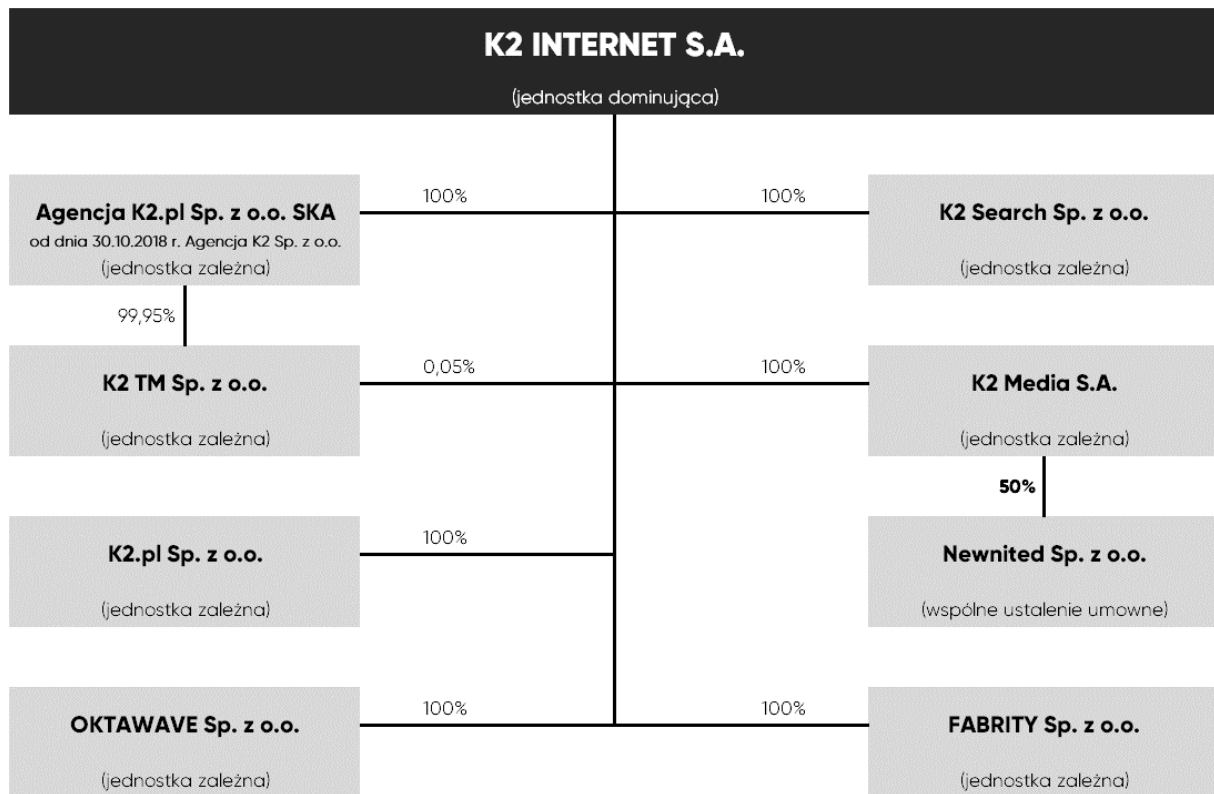 K2 INTERNET S.A.
(jednostka dominująca)
100%
100%
Agencja K2.pl Sp. z o.o. SKA
od dnia 30.10.2018 r. Agencja K2 Sp. z o.o.
(jednostka zależna)
K2 Search Sp. z o.o.
(jednostka zależna)
99,95%
K2 TM Sp. z o.o.
(jednostka zależna)
0,05%
100%
K2 Media S.A.
(jednostka zależna)
50%
K2.pl Sp. z o.o.
(jednostka zależna)
100%
Newnited Sp. z o.o.
(wspólne ustalenie umowne)
OKTAWAVE Sp. z o.o.
(jednostka zależna)
100%
100%
FABRITY Sp. z o.o.
(jednostka zależna)